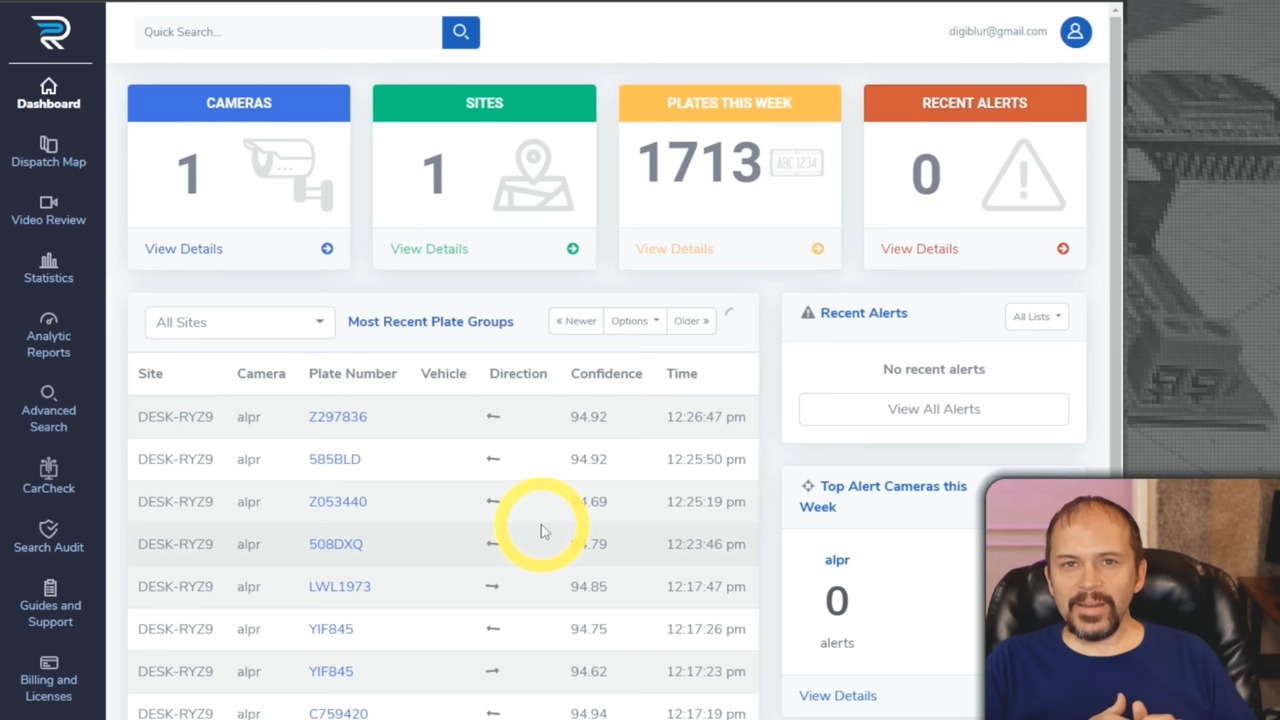 Quick Search...
digiblur@gmail.com
Dashboard
Dispatch Map
Video Review
Statistics
Analytic
Reports
Advanced
Search
CarCheck
Search Audit
Guides and
Support
Billing and
Licenses
CAMERAS
1
View Details
SITES
1
View Details
PLATES THIS WEEK
1713
ABC 1234
View Details
RECENT ALERTS
0
View Details
All Sites
Most Recent Plate Groups
« Newer
Options
Older »
Site Camera Plate Number Vehicle Direction Confidence Time
DESK-RYZ9 alpr Z297836 94.92 12:26:47 pm
DESK-RYZ9 alpr 585BLD 94.92 12:25:50 pm
DESK-RYZ9 alpr Z053440 94.69 12:25:19 pm
DESK-RYZ9 alpr 508DXQ 94.79 12:23:46 pm
DESK-RYZ9 alpr LWL1973 94.85 12:17:47 pm
DESK-RYZ9 alpr YIF845 94.75 12:17:26 pm
DESK-RYZ9 alpr YIF845 94.62 12:17:23 pm
DESK-RYZ9 alpr C759420 94.94 12:17:19 pm
Recent Alerts
All Lists
No recent alerts
View All Alerts
Top Alert Cameras this
Week
alpr
0
alerts
View Details